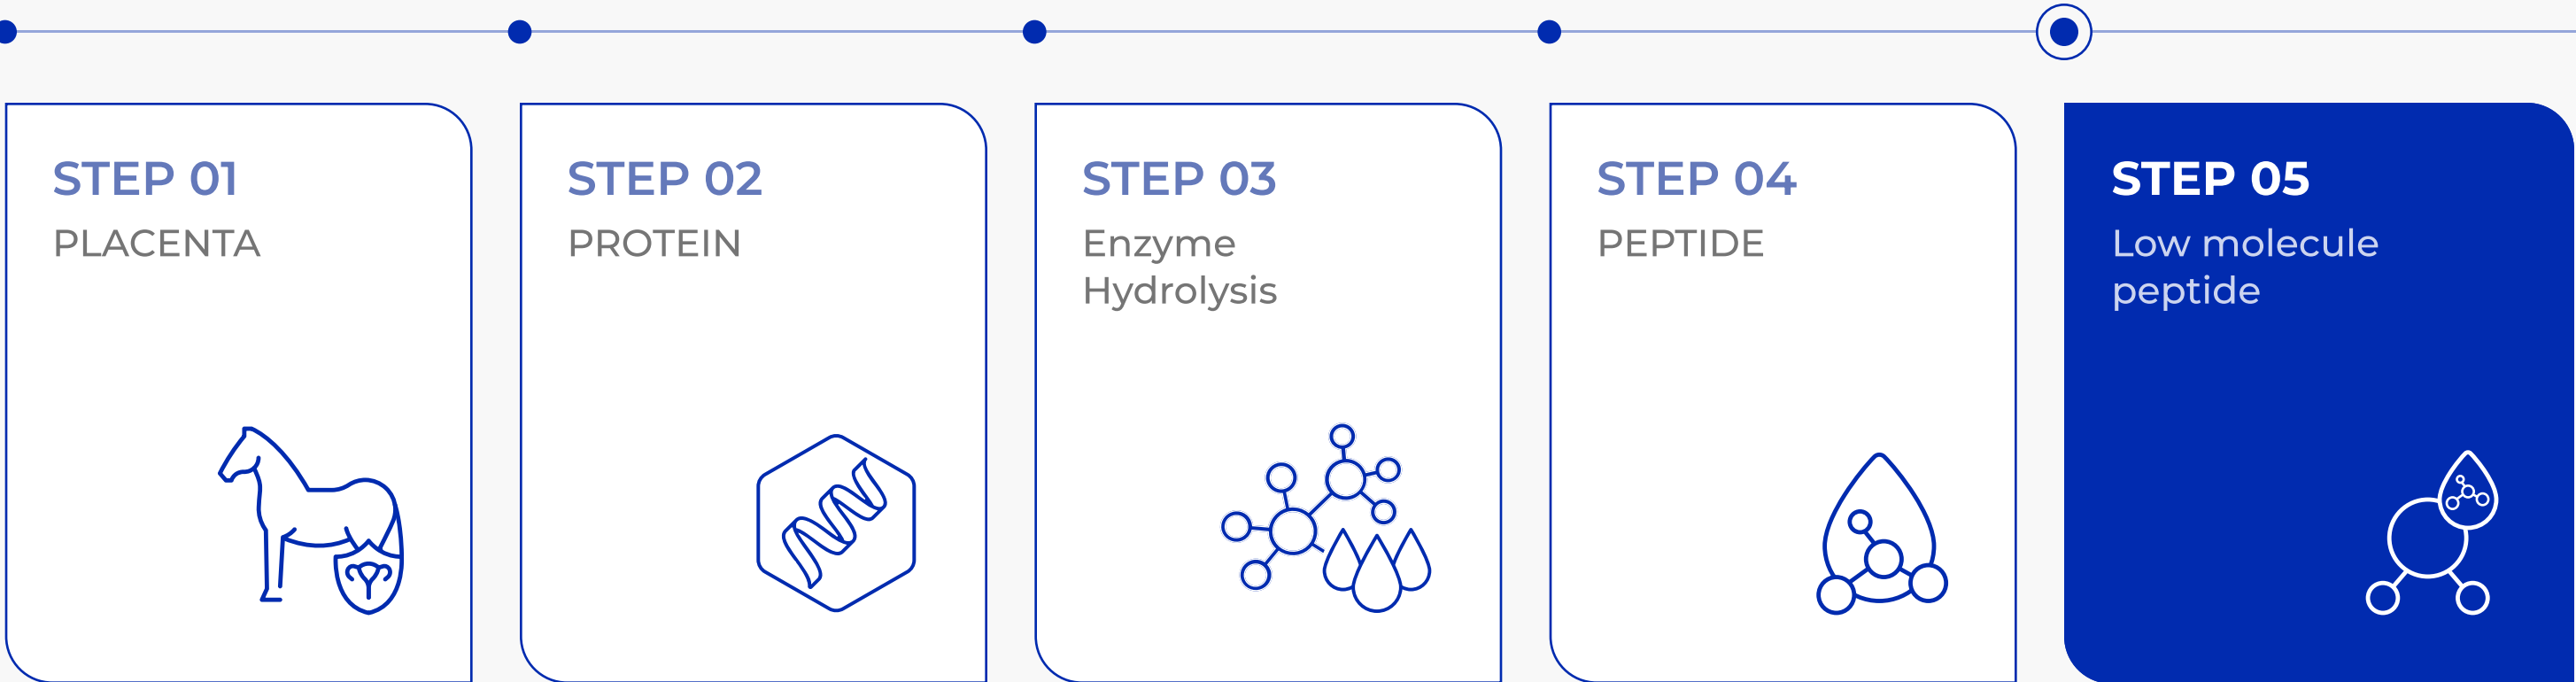 STEP 01
PLACENTA
STEP 02
PROTEIN
STEP 03
Enzyme
Hydrolysis
STEP 04
PEPTIDE
STEP 05
Low molecule
peptide